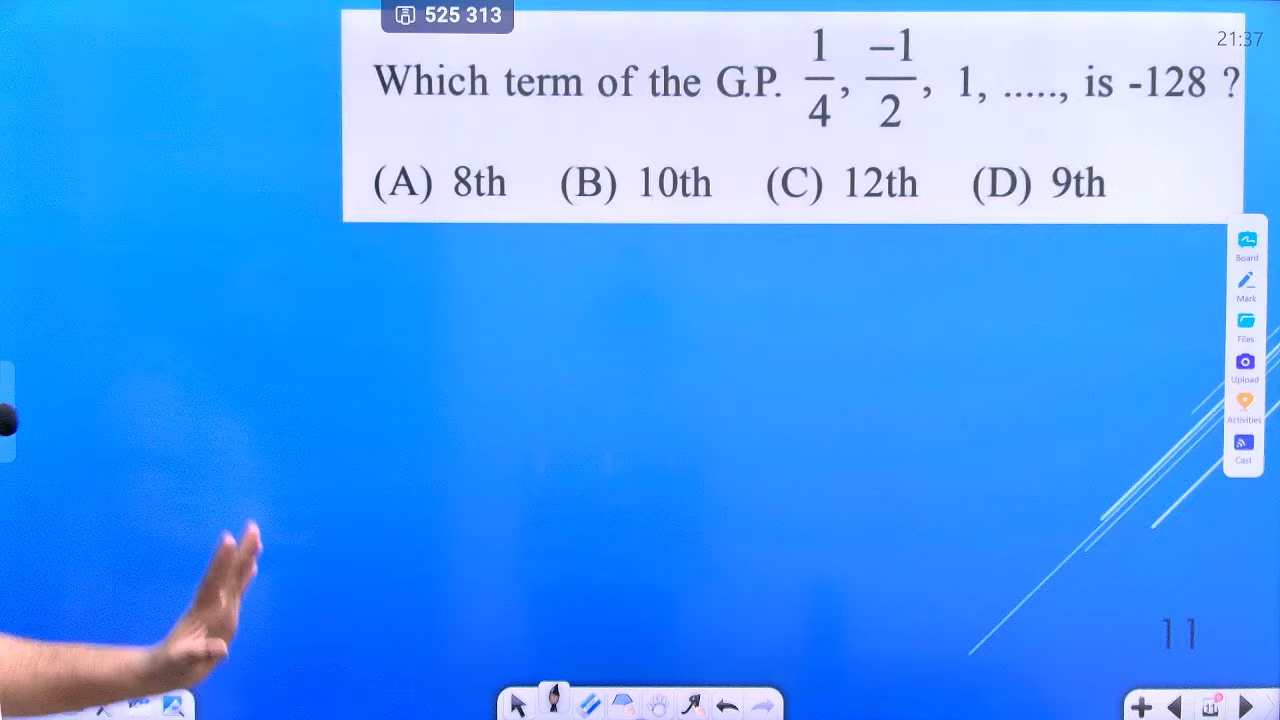 525 313
21:37
Which term of the G.P. 1/4, -1/2, 1, ....., is -128 ?
(A) 8th (B) 10th (C) 12th (D) 9th
Board
Mark
Files
Upload
Activities
Cast
11
11